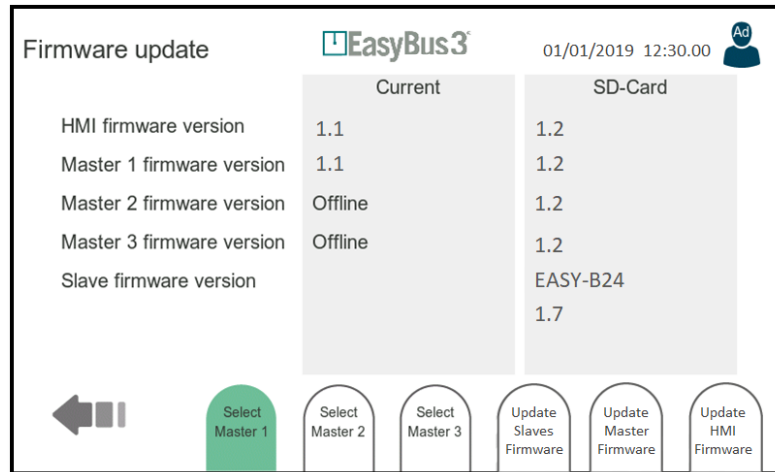 Firmware update
EasyBus3
01/01/2019 12:30.00
Ad
Current
SD-Card
HMI firmware version
1.1
1.2
Master 1 firmware version
1.1
1.2
Master 2 firmware version
Offline
1.2
Master 3 firmware version
Offline
1.2
Slave firmware version
EASY-B24
1.7
Select
Master 1
Select
Master 2
Select
Master 3
Update
Slaves
Firmware
Update
Master
Firmware
Update
HMI
Firmware